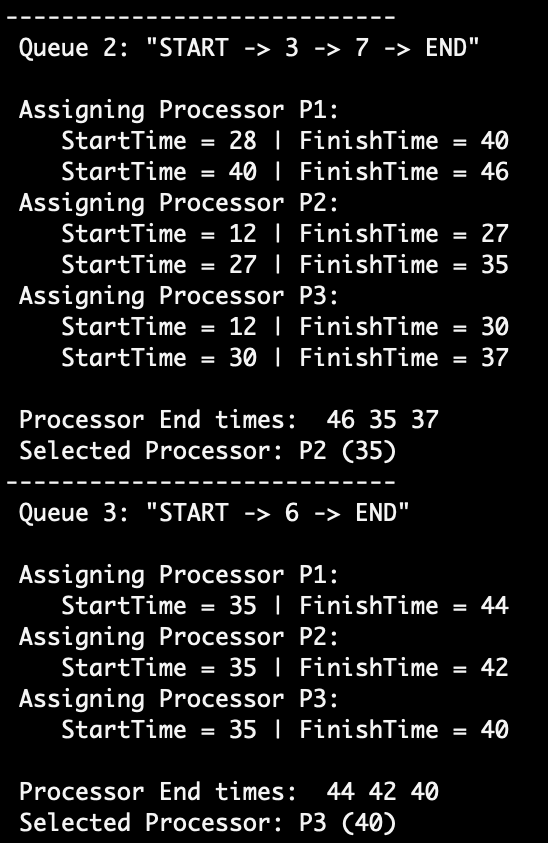 ------------------------------
Queue 2: "START -> 3 -> 7 -> END"
Assigning Processor P1:
StartTime = 28 | FinishTime = 40
StartTime = 40 | FinishTime = 46
Assigning Processor P2:
StartTime = 12 | FinishTime = 27
StartTime = 27 | FinishTime = 35
Assigning Processor P3:
StartTime = 12 | FinishTime = 30
StartTime = 30 | FinishTime = 37
Processor End times:  46 35 37
Selected Processor: P2 (35)
------------------------------
Queue 3: "START -> 6 -> END"
Assigning Processor P1:
StartTime = 35 | FinishTime = 44
Assigning Processor P2:
StartTime = 35 | FinishTime = 42
Assigning Processor P3:
StartTime = 35 | FinishTime = 40
Processor End times:  44 42 40
Selected Processor: P3 (40)